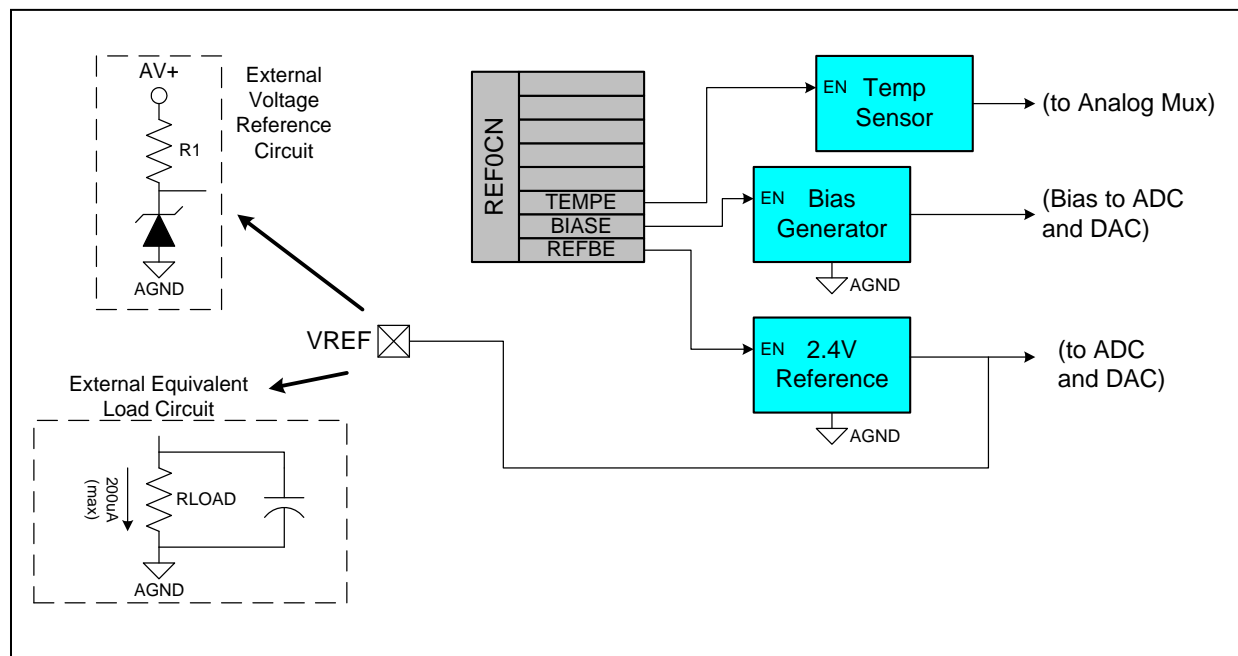 AV+
R1
AGND
External
Voltage
Reference
Circuit
REF0CN
TEMPE
BIASE
REFBE
EN
Temp
Sensor
(to Analog Mux)
EN
Bias
Generator
AGND
(Bias to ADC
and DAC)
EN
2.4V
Reference
AGND
(to ADC
and DAC)
VREF
External Equivalent
Load Circuit
200uA
(max)
RLOAD
AGND